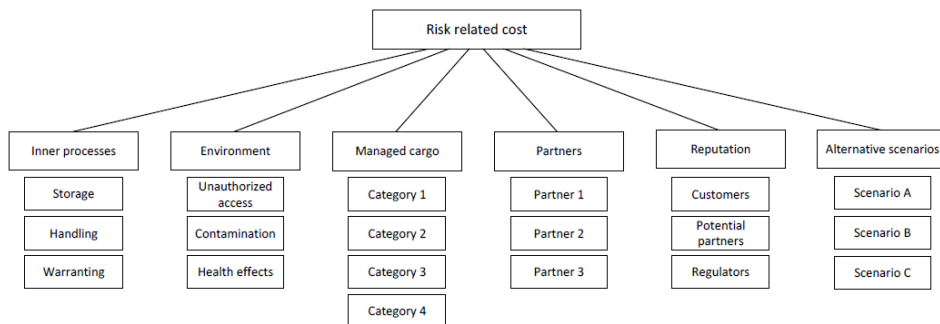 Risk related cost
Inner processes
Environment
Managed cargo
Partners
Reputation
Alternative scenarios
Storage
Unauthorized
access
Category 1
Partner 1
Customers
Scenario A
Handling
Contamination
Category 2
Partner 2
Potential
partners
Scenario B
Warranting
Health effects
Category 3
Partner 3
Regulators
Scenario C
Category 4